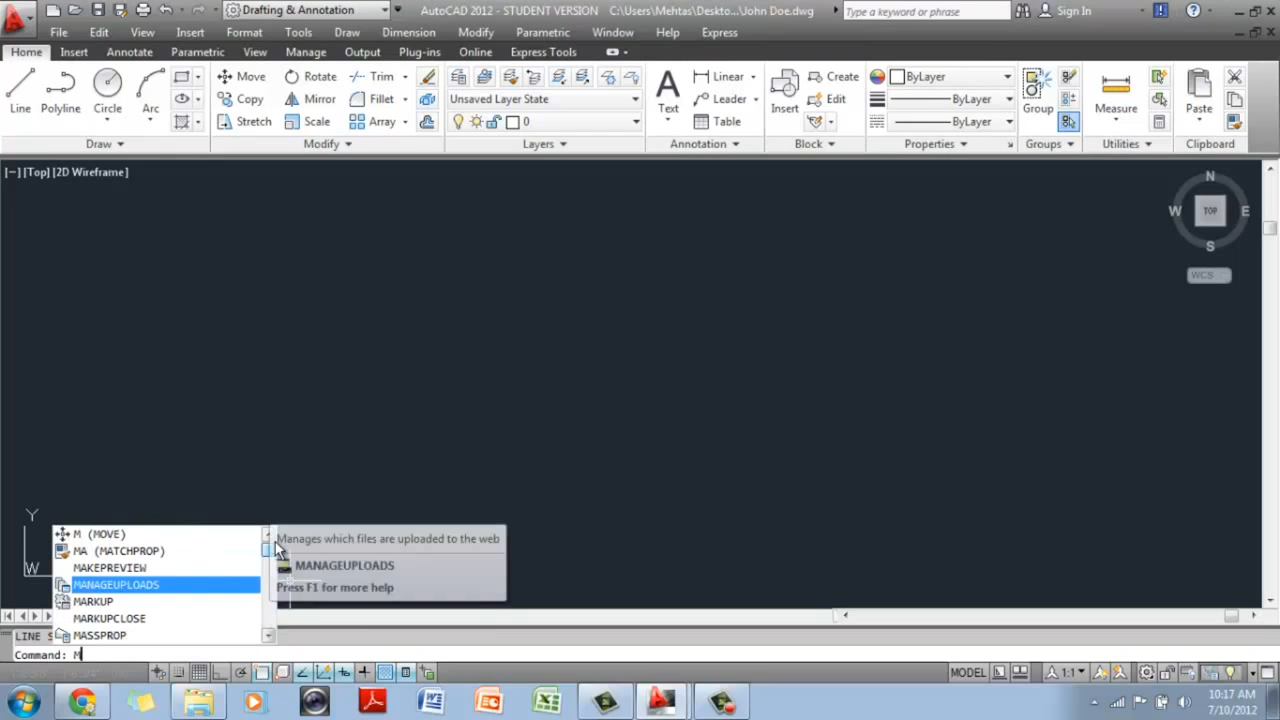 Drafting & Annotation AutoCAD 2012 - STUDENT VERSION C:\Users\Mehtas\Deskto...\John Doe.dwg Type a keyword or phrase Sign In
File Edit View Insert Format Tools Draw Dimension Modify Parametric Window Help Express
Home Insert Annotate Parametric View Manage Output Plug-ins Online Express Tools
Line Polyline Circle Arc
Move Rotate Trim
Copy Mirror Fillet
Stretch Scale Array
Unsaved Layer State
0
Text
Linear
Leader
Table
Insert
Create
Edit
ByLayer
ByLayer
ByLayer
Group
Measure
Paste
Draw Modify Layers Annotation Block Properties Groups Utilities Clipboard
[−] [Top] [2D Wireframe]
N
W TOP E
S
WCS
Y
W
M (MOVE)
MA (MATCHPROP)
MAKEPREVIEW
MANAGEUPLOADS
MARKUP
MARKUPCLOSE
MASSPROP
Manages which files are uploaded to the web
MANAGEUPLOADS
Press F1 for more help
LINE S
Command: M
MODEL 1:1
10:17 AM
7/10/2012